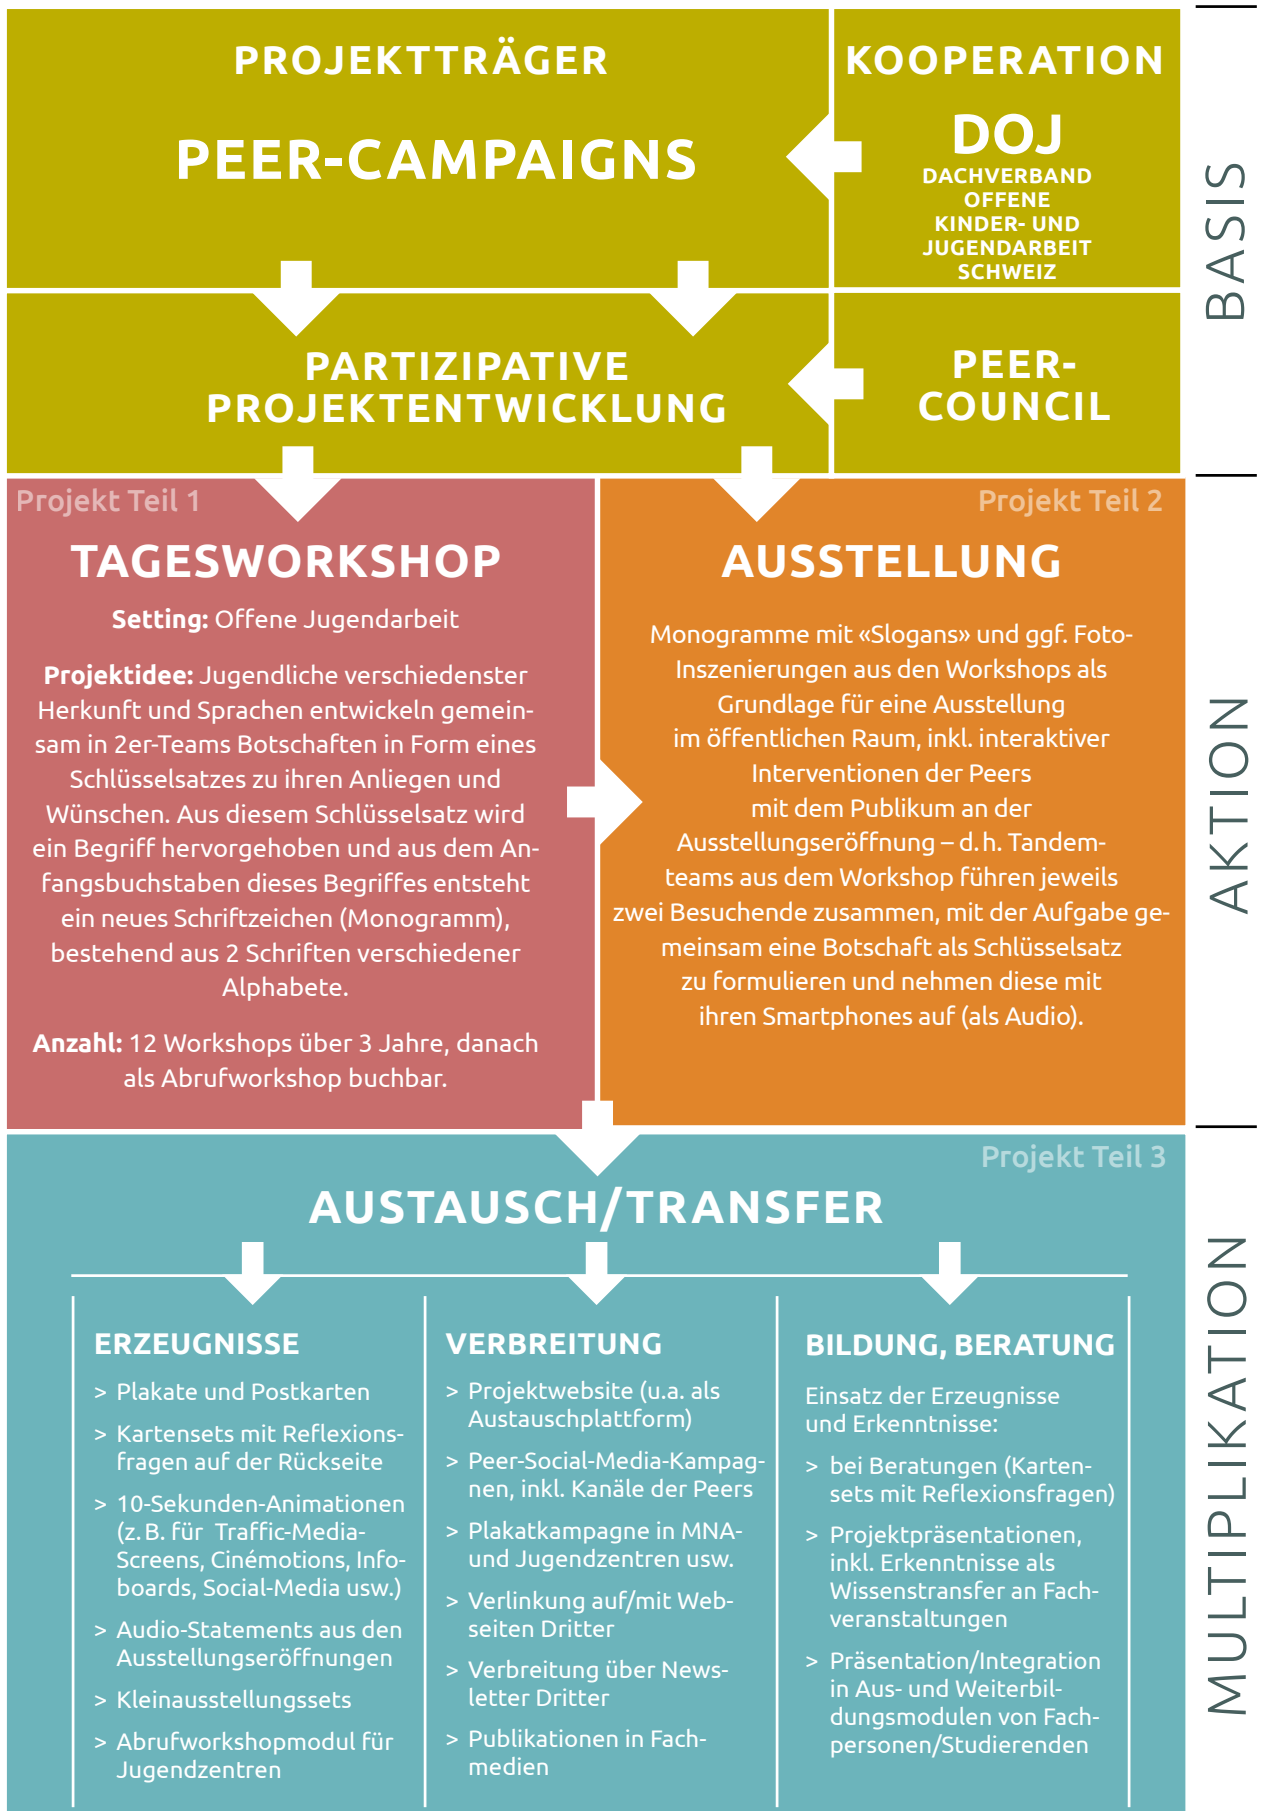 PROJEKTTRÄGER
PEER-CAMPAIGNS
KOOPERATION
DOJ
DACHVERBAND
OFFENE
KINDER- UND
JUGENDARBEIT
SCHWEIZ
PARTIZIPATIVE
PROJEKTENTWICKLUNG
PEER-
COUNCIL
BASIS
Projekt Teil 1
TAGESWORKSHOP
Setting: Offene Jugendarbeit
Projektidee: Jugendliche verschiedenster
Herkunft und Sprachen entwickeln gemein-
sam in 2er-Teams Botschaften in Form eines
Schlüsselsatzes zu ihren Anliegen und
Wünschen. Aus diesem Schlüsselsatz wird
ein Begriff hervorgehoben und aus dem An-
fangsbuchstaben dieses Begriffes entsteht
ein neues Schriftzeichen (Monogramm),
bestehend aus 2 Schriften verschiedener
Alphabete.
Anzahl: 12 Workshops über 3 Jahre, danach
als Abrufworkshop buchbar.
Projekt Teil 2
AUSSTELLUNG
Monogramme mit «Slogans» und ggf. Foto-
Inszenierungen aus den Workshops als
Grundlage für eine Ausstellung
im öffentlichen Raum, inkl. interaktiver
Interventionen der Peers
mit dem Publikum an der
Ausstellungseröffnung – d. h. Tandem-
teams aus dem Workshop führen jeweils
zwei Besuchende zusammen, mit der Aufgabe ge-
meinsam eine Botschaft als Schlüsselsatz
zu formulieren und nehmen diese mit
ihren Smartphones auf (als Audio).
AKTION
Projekt Teil 3
AUSTAUSCH/TRANSFER
ERZEUGNISSE
> Plakate und Postkarten
> Kartensets mit Reflexions-
fragen auf der Rückseite
> 10-Sekunden-Animationen
(z. B. für Traffic-Media-
Screens, Cinémotions, Info-
boards, Social-Media usw.)
> Audio-Statements aus den
Ausstellungseröffnungen
> Kleinausstellungssets
> Abrufworkshopmodul für
Jugendzentren
VERBREITUNG
> Projektwebsite (u.a. als
Austauschplattform)
> Peer-Social-Media-Kampag-
nen, inkl. Kanäle der Peers
> Plakatkampagne in MNA-
und Jugendzentren usw.
> Verlinkung auf/mit Web-
seiten Dritter
> Verbreitung über News-
letter Dritter
> Publikationen in Fach-
medien
BILDUNG, BERATUNG
Einsatz der Erzeugnisse
und Erkenntnisse:
> bei Beratungen (Karten-
sets mit Reflexionsfragen)
> Projektpräsentationen,
inkl. Erkenntnisse als
Wissenstransfer an Fach-
veranstaltungen
> Präsentation/Integration
in Aus- und Weiterbil-
dungsmodulen von Fach-
personen/Studierenden
MULTIPLIKATION